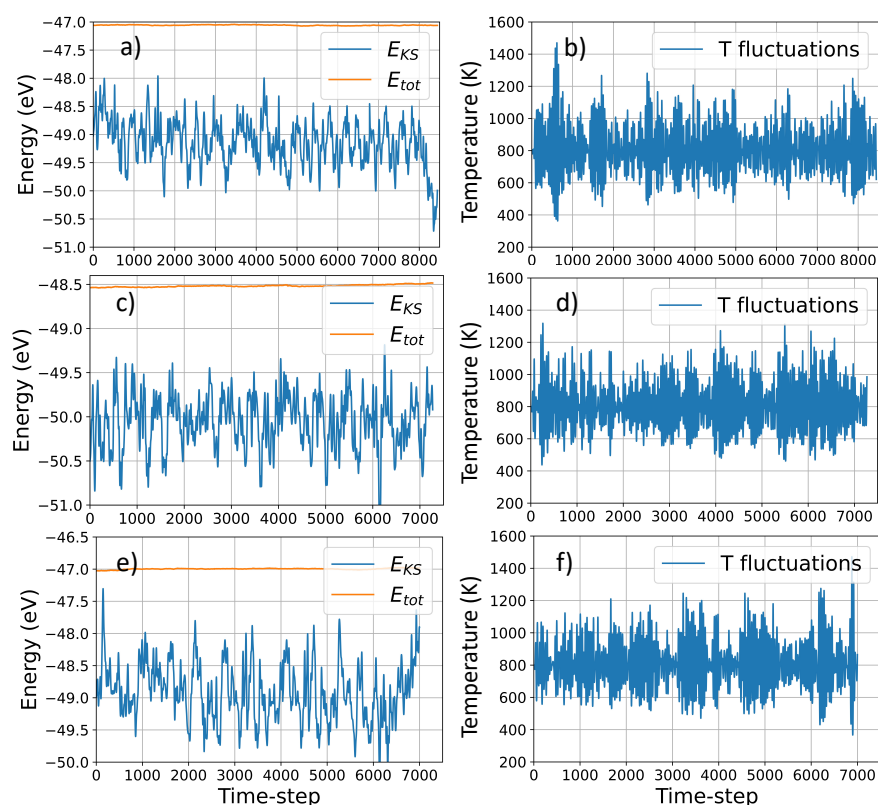 a)
E_KS
E_tot
Energy (eV)
−47.0
−47.5
−48.0
−48.5
−49.0
−49.5
−50.0
−50.5
−51.0
0 1000 2000 3000 4000 5000 6000 7000 8000
b)
T fluctuations
Temperature (K)
1600
1400
1200
1000
800
600
400
200
0 1000 2000 3000 4000 5000 6000 7000 8000
c)
E_KS
E_tot
Energy (eV)
−48.5
−49.0
−49.5
−50.0
−50.5
−51.0
0 1000 2000 3000 4000 5000 6000 7000
d)
T fluctuations
Temperature (K)
1600
1400
1200
1000
800
600
400
200
0 1000 2000 3000 4000 5000 6000 7000
e)
E_KS
E_tot
Energy (eV)
−46.5
−47.0
−47.5
−48.0
−48.5
−49.0
−49.5
−50.0
0 1000 2000 3000 4000 5000 6000 7000
Time-step
f)
T fluctuations
Temperature (K)
1600
1400
1200
1000
800
600
400
200
0 1000 2000 3000 4000 5000 6000 7000
Time-step